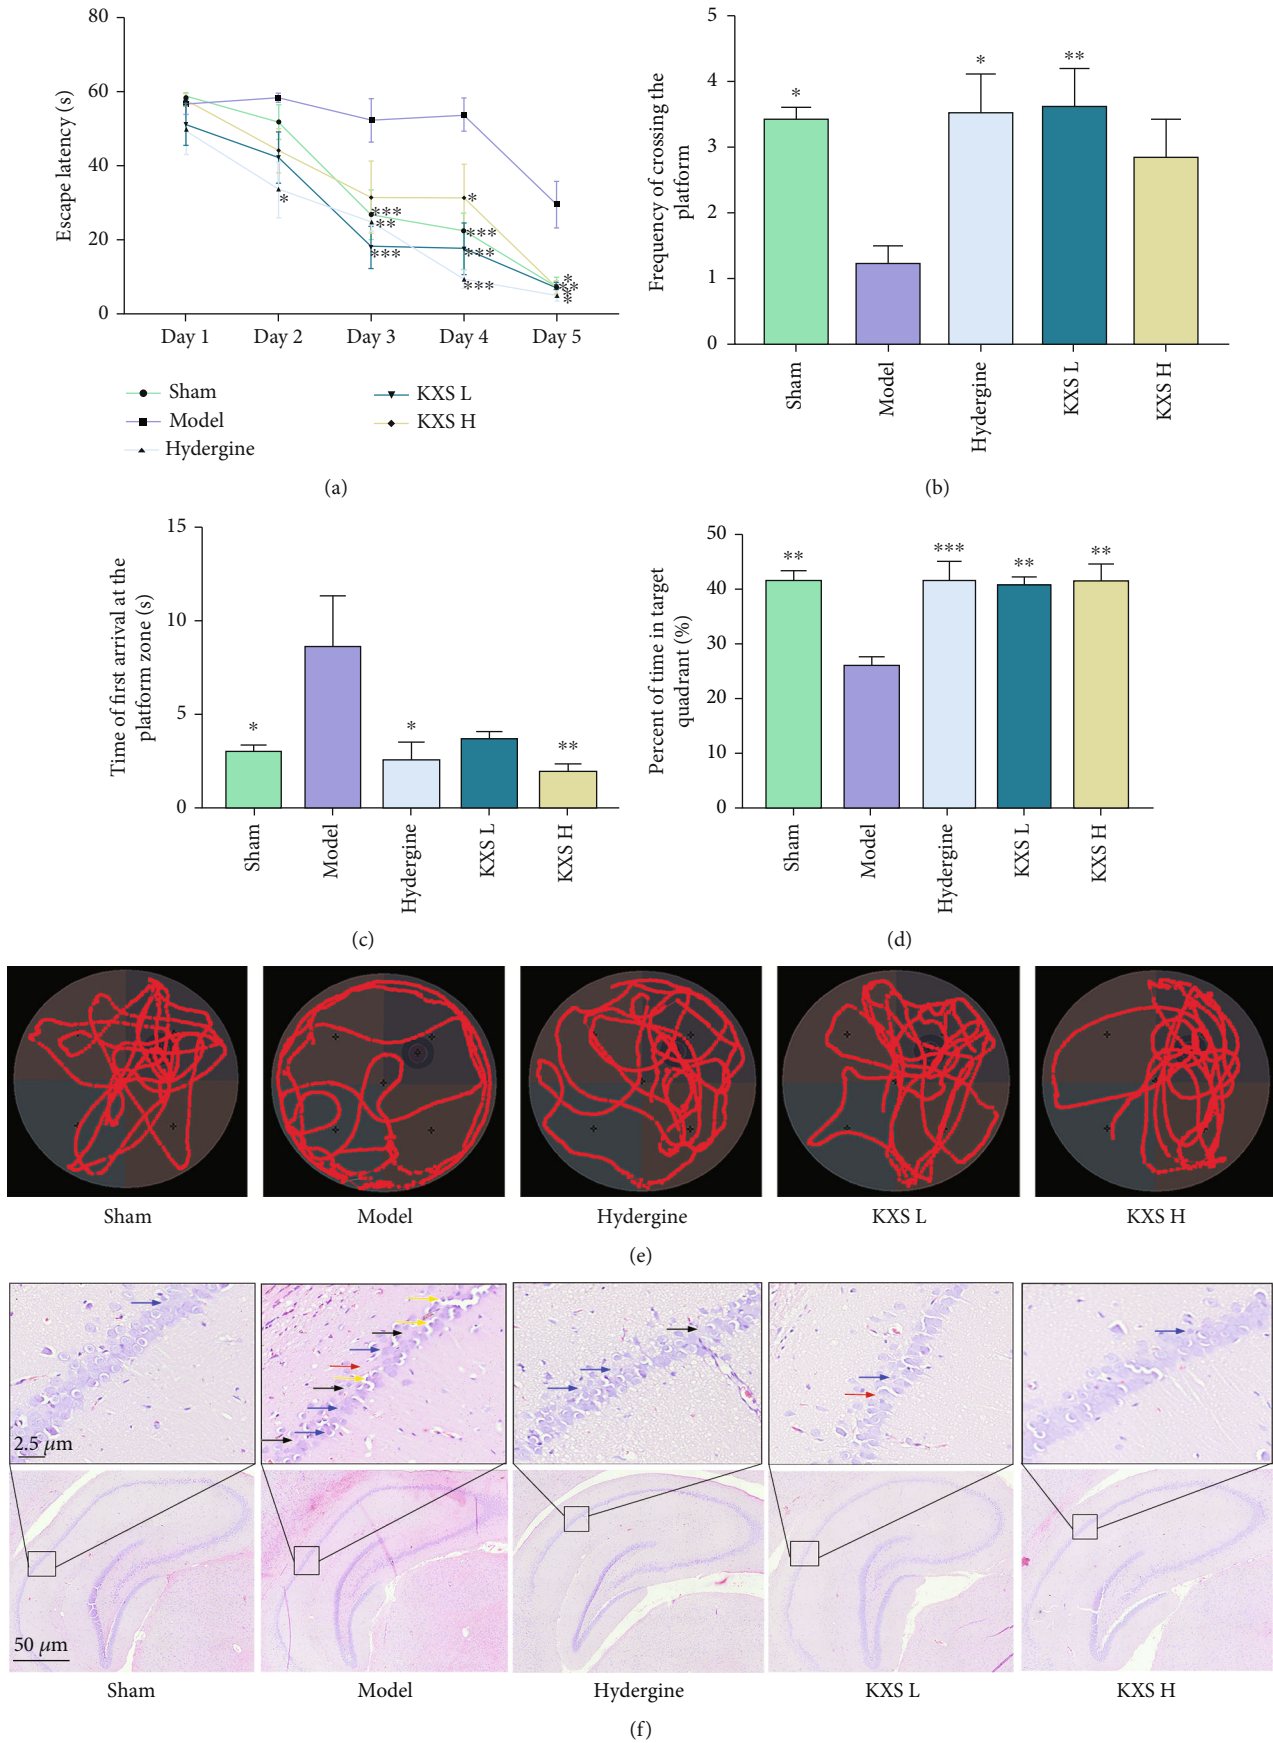 80
60
40
20
0
Escape latency (s)
Day 1 Day 2 Day 3 Day 4 Day 5
*
***
**
***
*
***
***
***
*
**
*
*
Sham
Model
Hydergine
KXS L
KXS H
(a)
5
4
3
2
1
0
Frequency of crossing the
platform
* * **
Sham
Model
Hydergine
KXS L
KXS H
(b)
15
10
5
0
Time of first arrival at the
platform zone (s)
* * **
Sham
Model
Hydergine
KXS L
KXS H
(c)
50
40
30
20
10
0
Percent of time in target
quadrant (%)
** *** ** **
Sham
Model
Hydergine
KXS L
KXS H
(d)
Sham Model Hydergine KXS L KXS H
(e)
2.5 μm
50 μm
Sham Model Hydergine KXS L KXS H
(f)